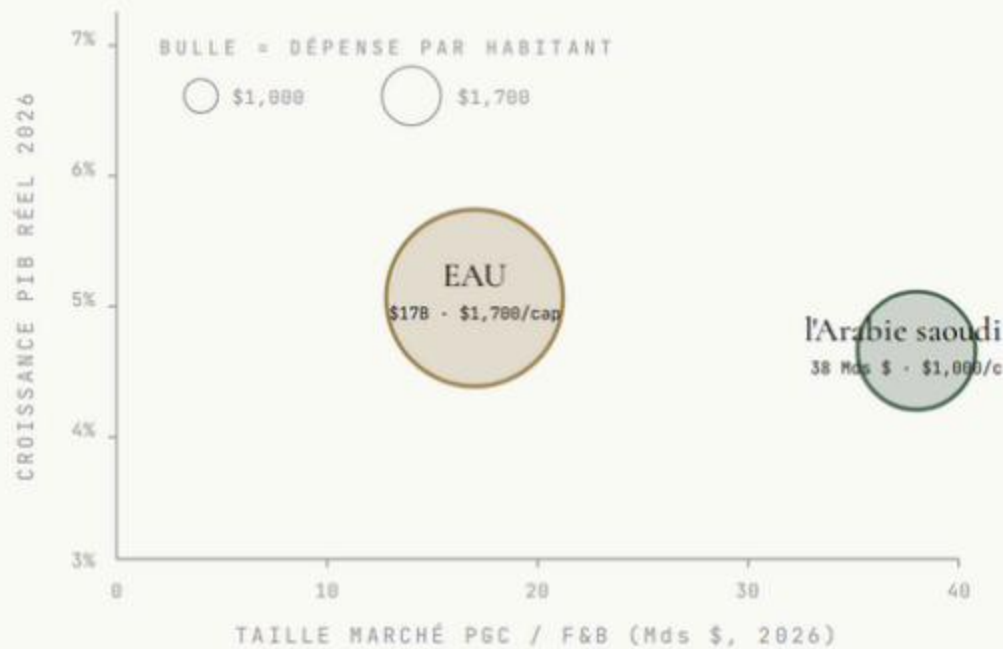 7%
BULLE = DÉPENSE PAR HABITANT
$1,000
$1,700
6%
EAU
$17B · $1,700/cap
5%
l'Arabie saoudi
38 Mds $ · $1,000/c
4%
3%
0
10
20
30
40
CROISSANCE PIB RÉEL 2026
TAILLE MARCHÉ PGC / F&B (Mds $, 2026)